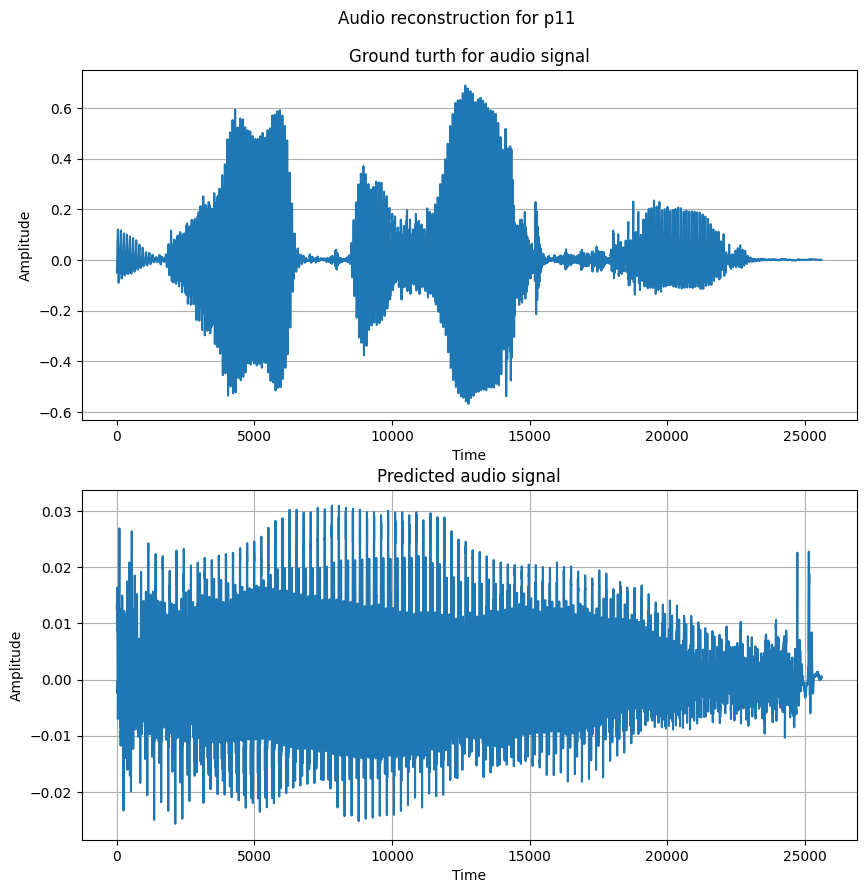 Audio reconstruction for p11
Ground turth for audio signal
Amplitude
0.6
0.4
0.2
0.0
−0.2
−0.4
−0.6
0 5000 10000 15000 20000 25000
Time
Predicted audio signal
Amplitude
0.03
0.02
0.01
0.00
−0.01
−0.02
0 5000 10000 15000 20000 25000
Time